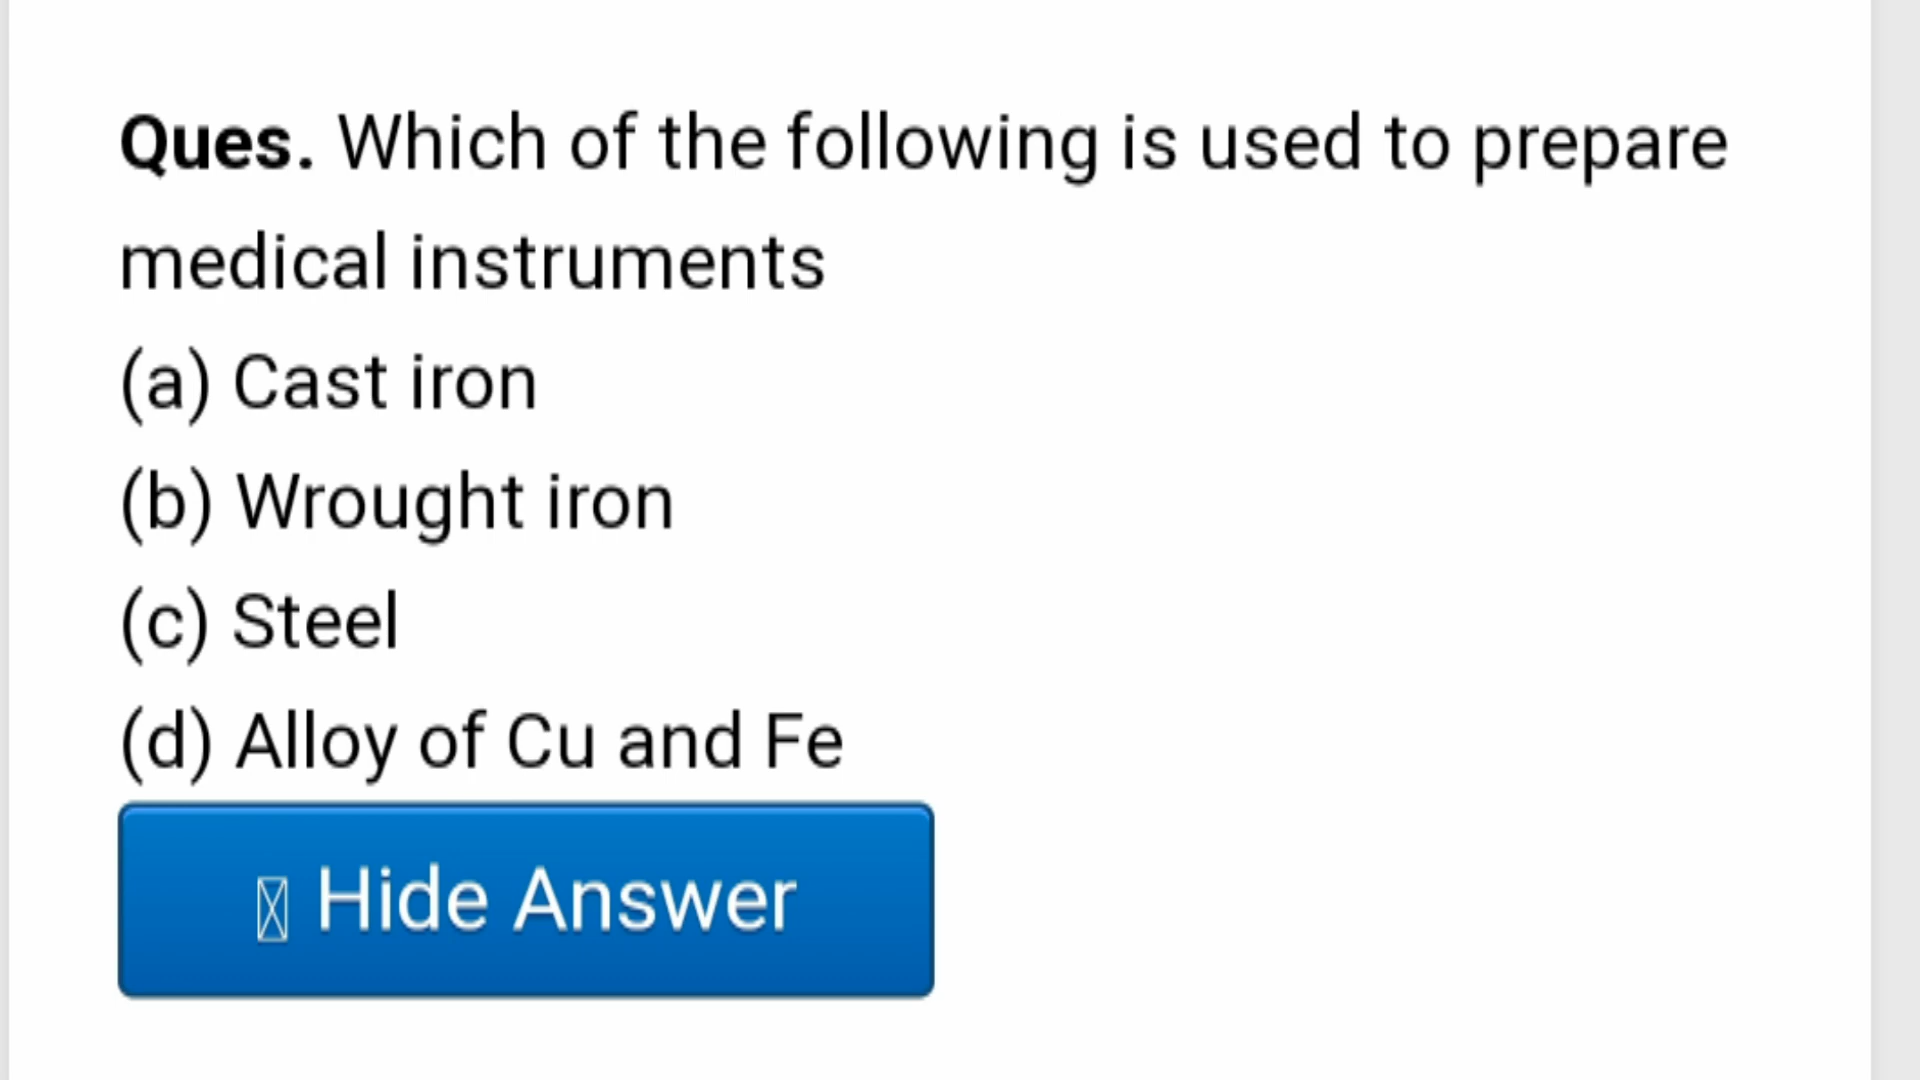 Ques. Which of the following is used to prepare
medical instruments
(a) Cast iron
(b) Wrought iron
(c) Steel
(d) Alloy of Cu and Fe
Hide Answer